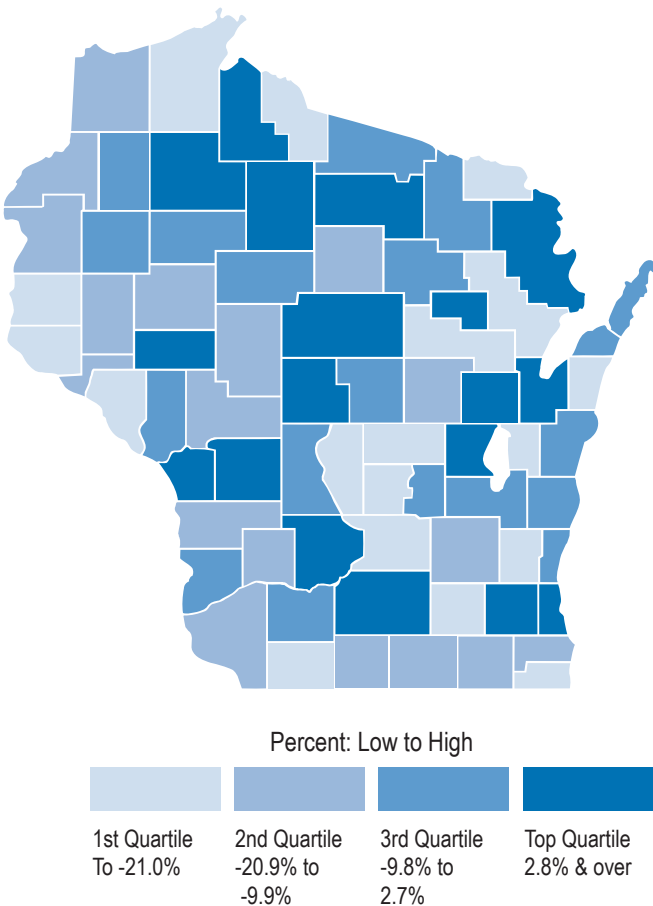 Percent: Low to High
1st Quartile
To -21.0%
2nd Quartile
-20.9% to
-9.9%
3rd Quartile
-9.8% to
2.7%
Top Quartile
2.8% & over